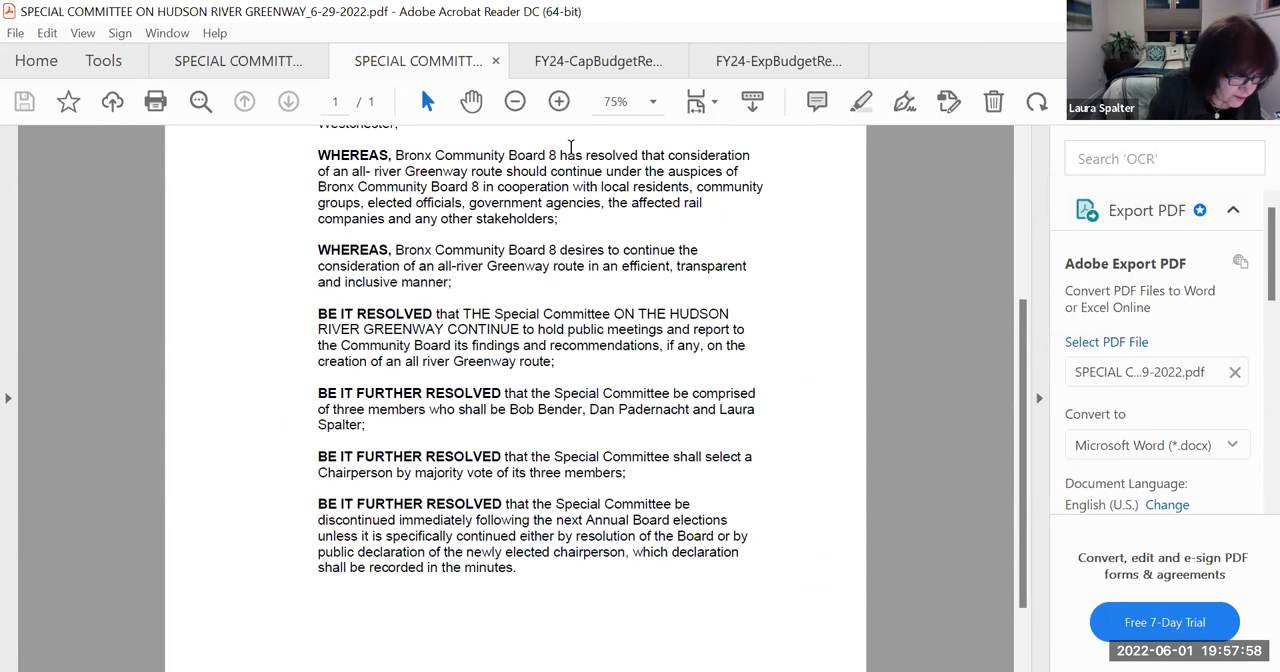 SPECIAL COMMITTEE ON HUDSON RIVER GREENWAY_6-29-2022.pdf - Adobe Acrobat Reader DC (64-bit)
File Edit View Sign Window Help
Home Tools SPECIAL COMMITT... SPECIAL COMMITT... × FY24-CapBudgetRe... FY24-ExpBudgetRe...
1 / 1 75%
Laura Spalter
Westchester;
WHEREAS, Bronx Community Board 8 has resolved that consideration
of an all- river Greenway route should continue under the auspices of
Bronx Community Board 8 in cooperation with local residents, community
groups, elected officials, government agencies, the affected rail
companies and any other stakeholders;
WHEREAS, Bronx Community Board 8 desires to continue the
consideration of an all-river Greenway route in an efficient, transparent
and inclusive manner;
BE IT RESOLVED that THE Special Committee ON THE HUDSON
RIVER GREENWAY CONTINUE to hold public meetings and report to
the Community Board its findings and recommendations, if any, on the
creation of an all river Greenway route;
BE IT FURTHER RESOLVED that the Special Committee be comprised
of three members who shall be Bob Bender, Dan Padernacht and Laura
Spalter;
BE IT FURTHER RESOLVED that the Special Committee shall select a
Chairperson by majority vote of its three members;
BE IT FURTHER RESOLVED that the Special Committee be
discontinued immediately following the next Annual Board elections
unless it is specifically continued either by resolution of the Board or by
public declaration of the newly elected chairperson, which declaration
shall be recorded in the minutes.
Search 'OCR'
Export PDF
Adobe Export PDF
Convert PDF Files to Word
or Excel Online
Select PDF File
SPECIAL C...9-2022.pdf
Convert to
Microsoft Word (*.docx)
Document Language:
English (U.S.) Change
Convert, edit and e-sign PDF
forms & agreements
Free 7-Day Trial
2022-06-01 19:57:58